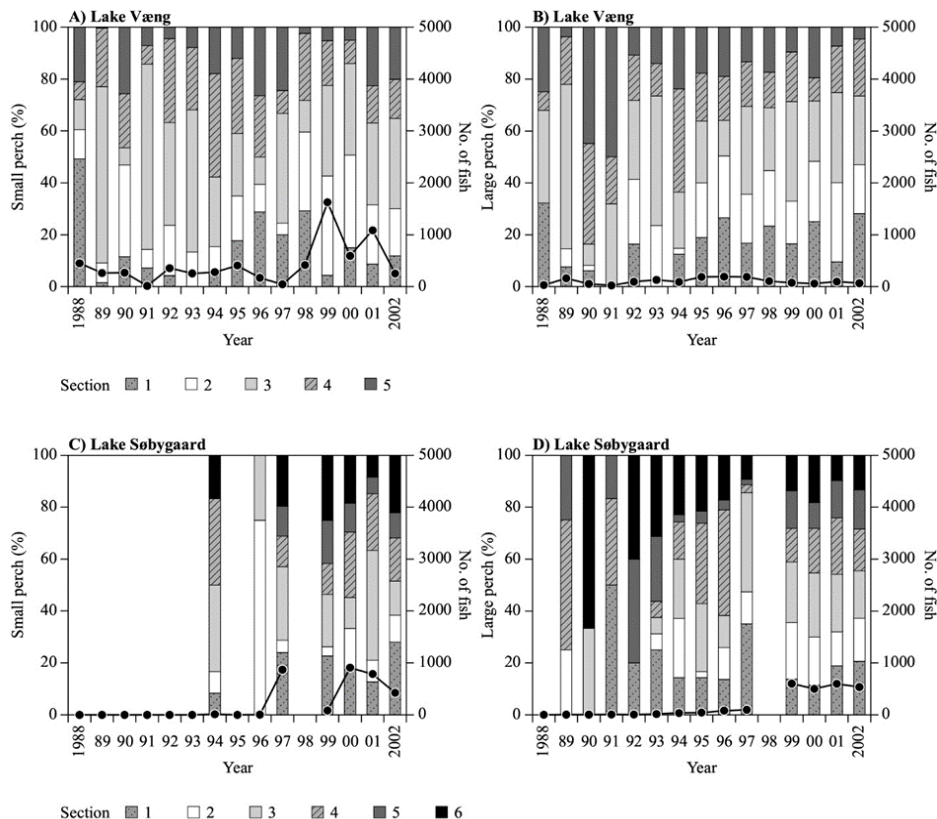 A) Lake Væng
B) Lake Væng
100 80 60 40 20 0
Small perch (%)
5000 4000 3000 2000 1000 0
No. of fish
100 80 60 40 20 0
Large perch (%)
5000 4000 3000 2000 1000 0
No. of fish
1988 89 90 91 92 93 94 95 96 97 98 99 00 01 2002
1988 89 90 91 92 93 94 95 96 97 98 99 00 01 2002
Year
Year
Section 1 2 3 4 5
C) Lake Søbygaard
D) Lake Søbygaard
100 80 60 40 20 0
Small perch (%)
5000 4000 3000 2000 1000 0
No. of fish
100 80 60 40 20 0
Large perch (%)
5000 4000 3000 2000 1000 0
No. of fish
1988 89 90 91 92 93 94 95 96 97 98 99 00 01 2002
1988 89 90 91 92 93 94 95 96 97 98 99 00 01 2002
Year
Year
Section 1 2 3 4 5 6